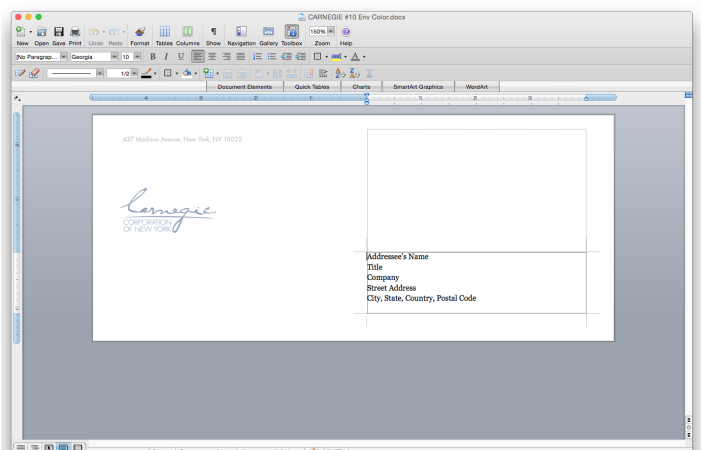 CARNEGIE #10 Env Color.docx
150%
New Open Save Print Undo Redo Format Tables Columns Show Navigation Gallery Toolbox Zoom Help
[No Paragrap... Georgia 10 B I U
1/2
Document Elements Quick Tables Charts SmartArt Graphics WordArt
437 Madison Avenue, New York, NY 10022
Carnegie
CORPORATION
OF NEW YORK
Addressee's Name
Title
Company
Street Address
City, State, Country, Postal Code